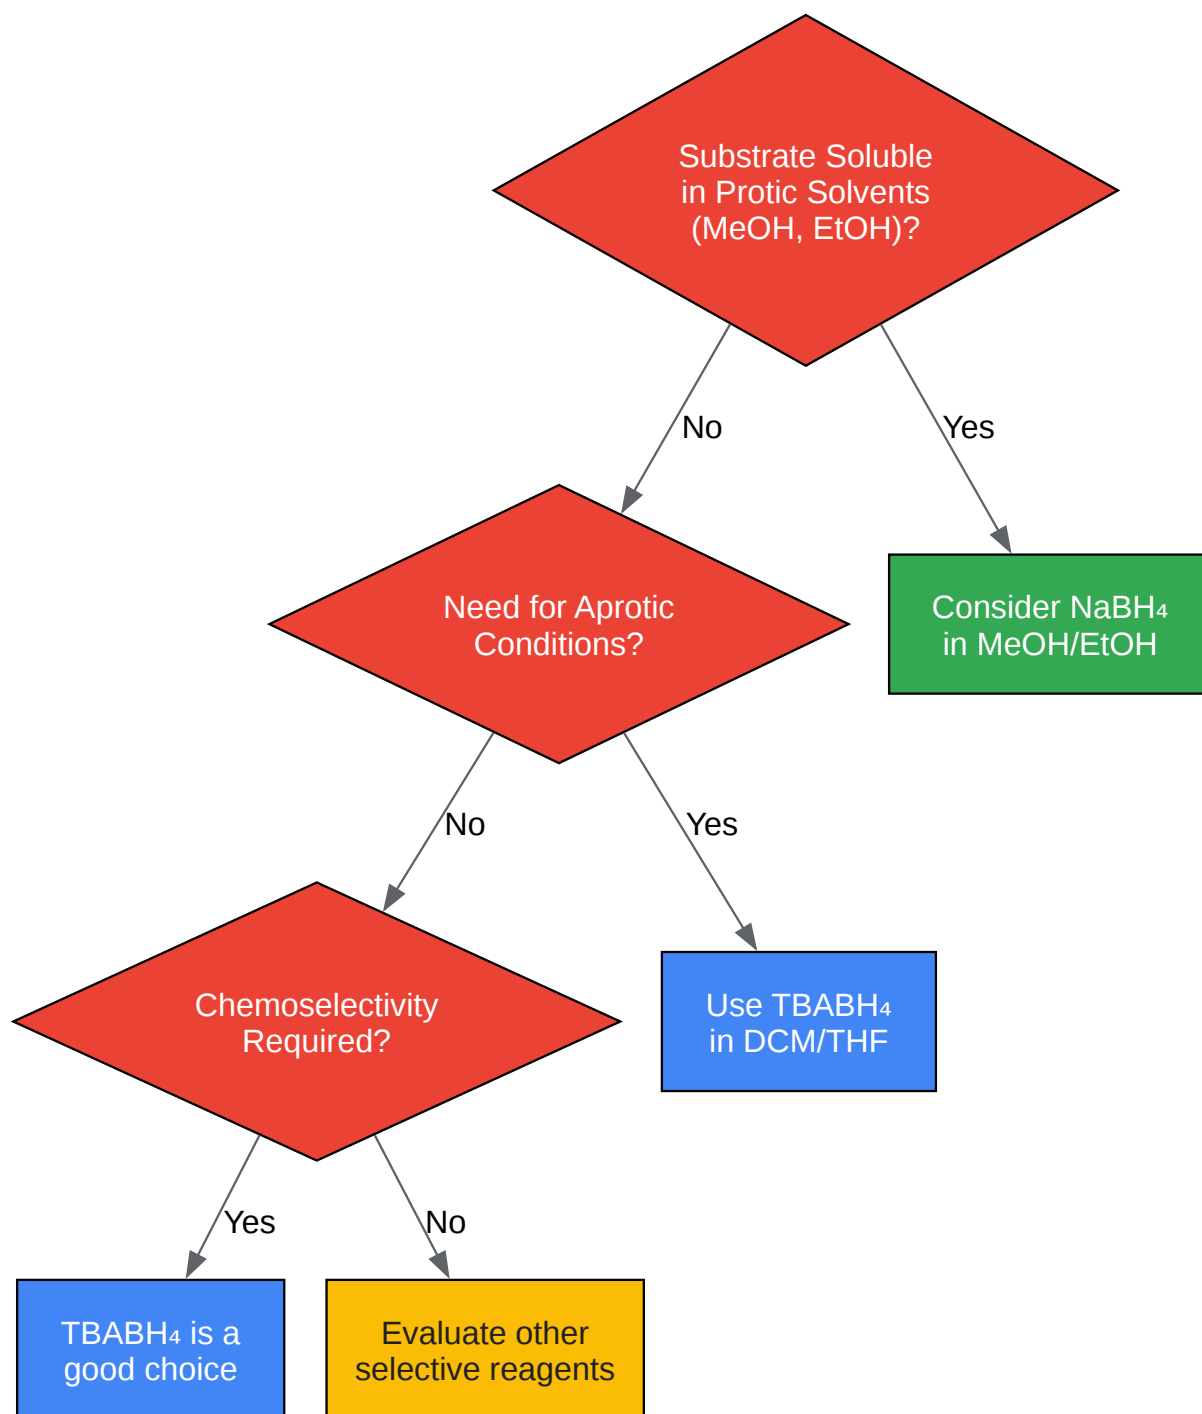 Substrate Soluble
in Protic Solvents
(MeOH, EtOH)?
No
Yes
Need for Aprotic
Conditions?
Consider NaBH₄
in MeOH/EtOH
No
Yes
Chemoselectivity
Required?
Use TBABH₄
in DCM/THF
Yes
No
TBABH₄ is a
good choice
Evaluate other
selective reagents